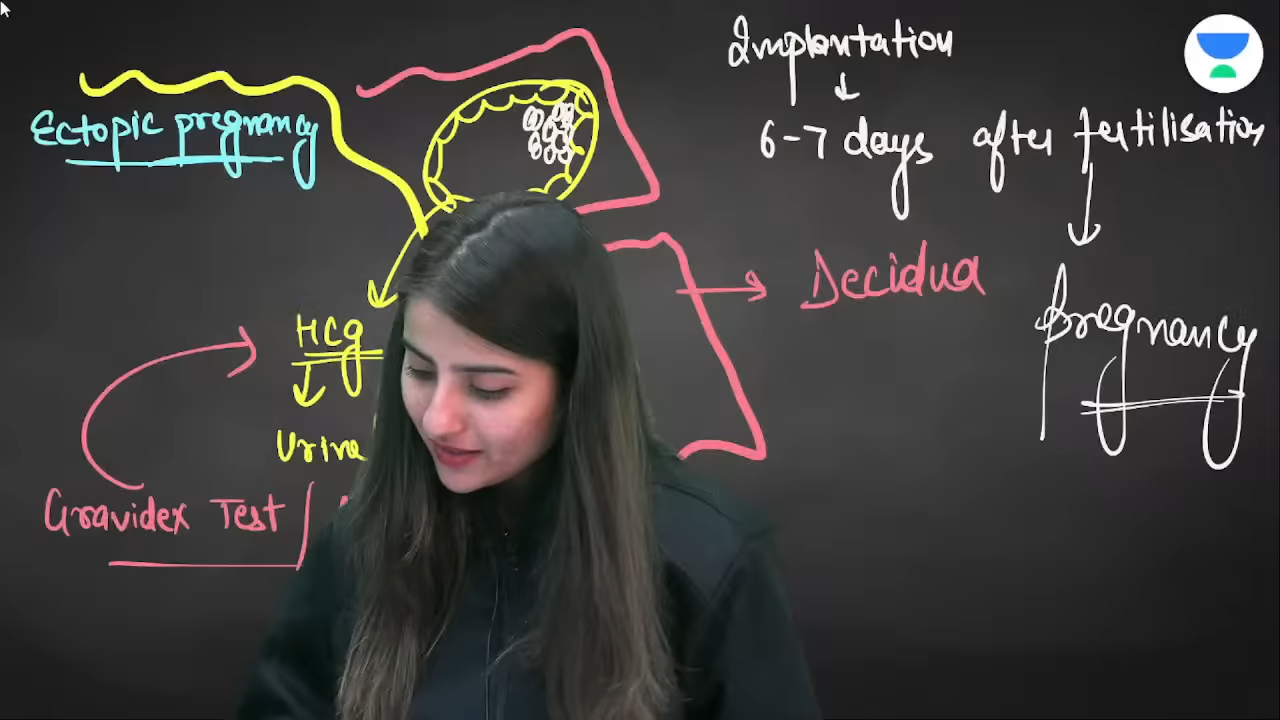 Implantation
Ectopic pregnancy
6-7 days after fertilisation
Decidua
pregnancy
HCg
Urine
Gravidex Test /